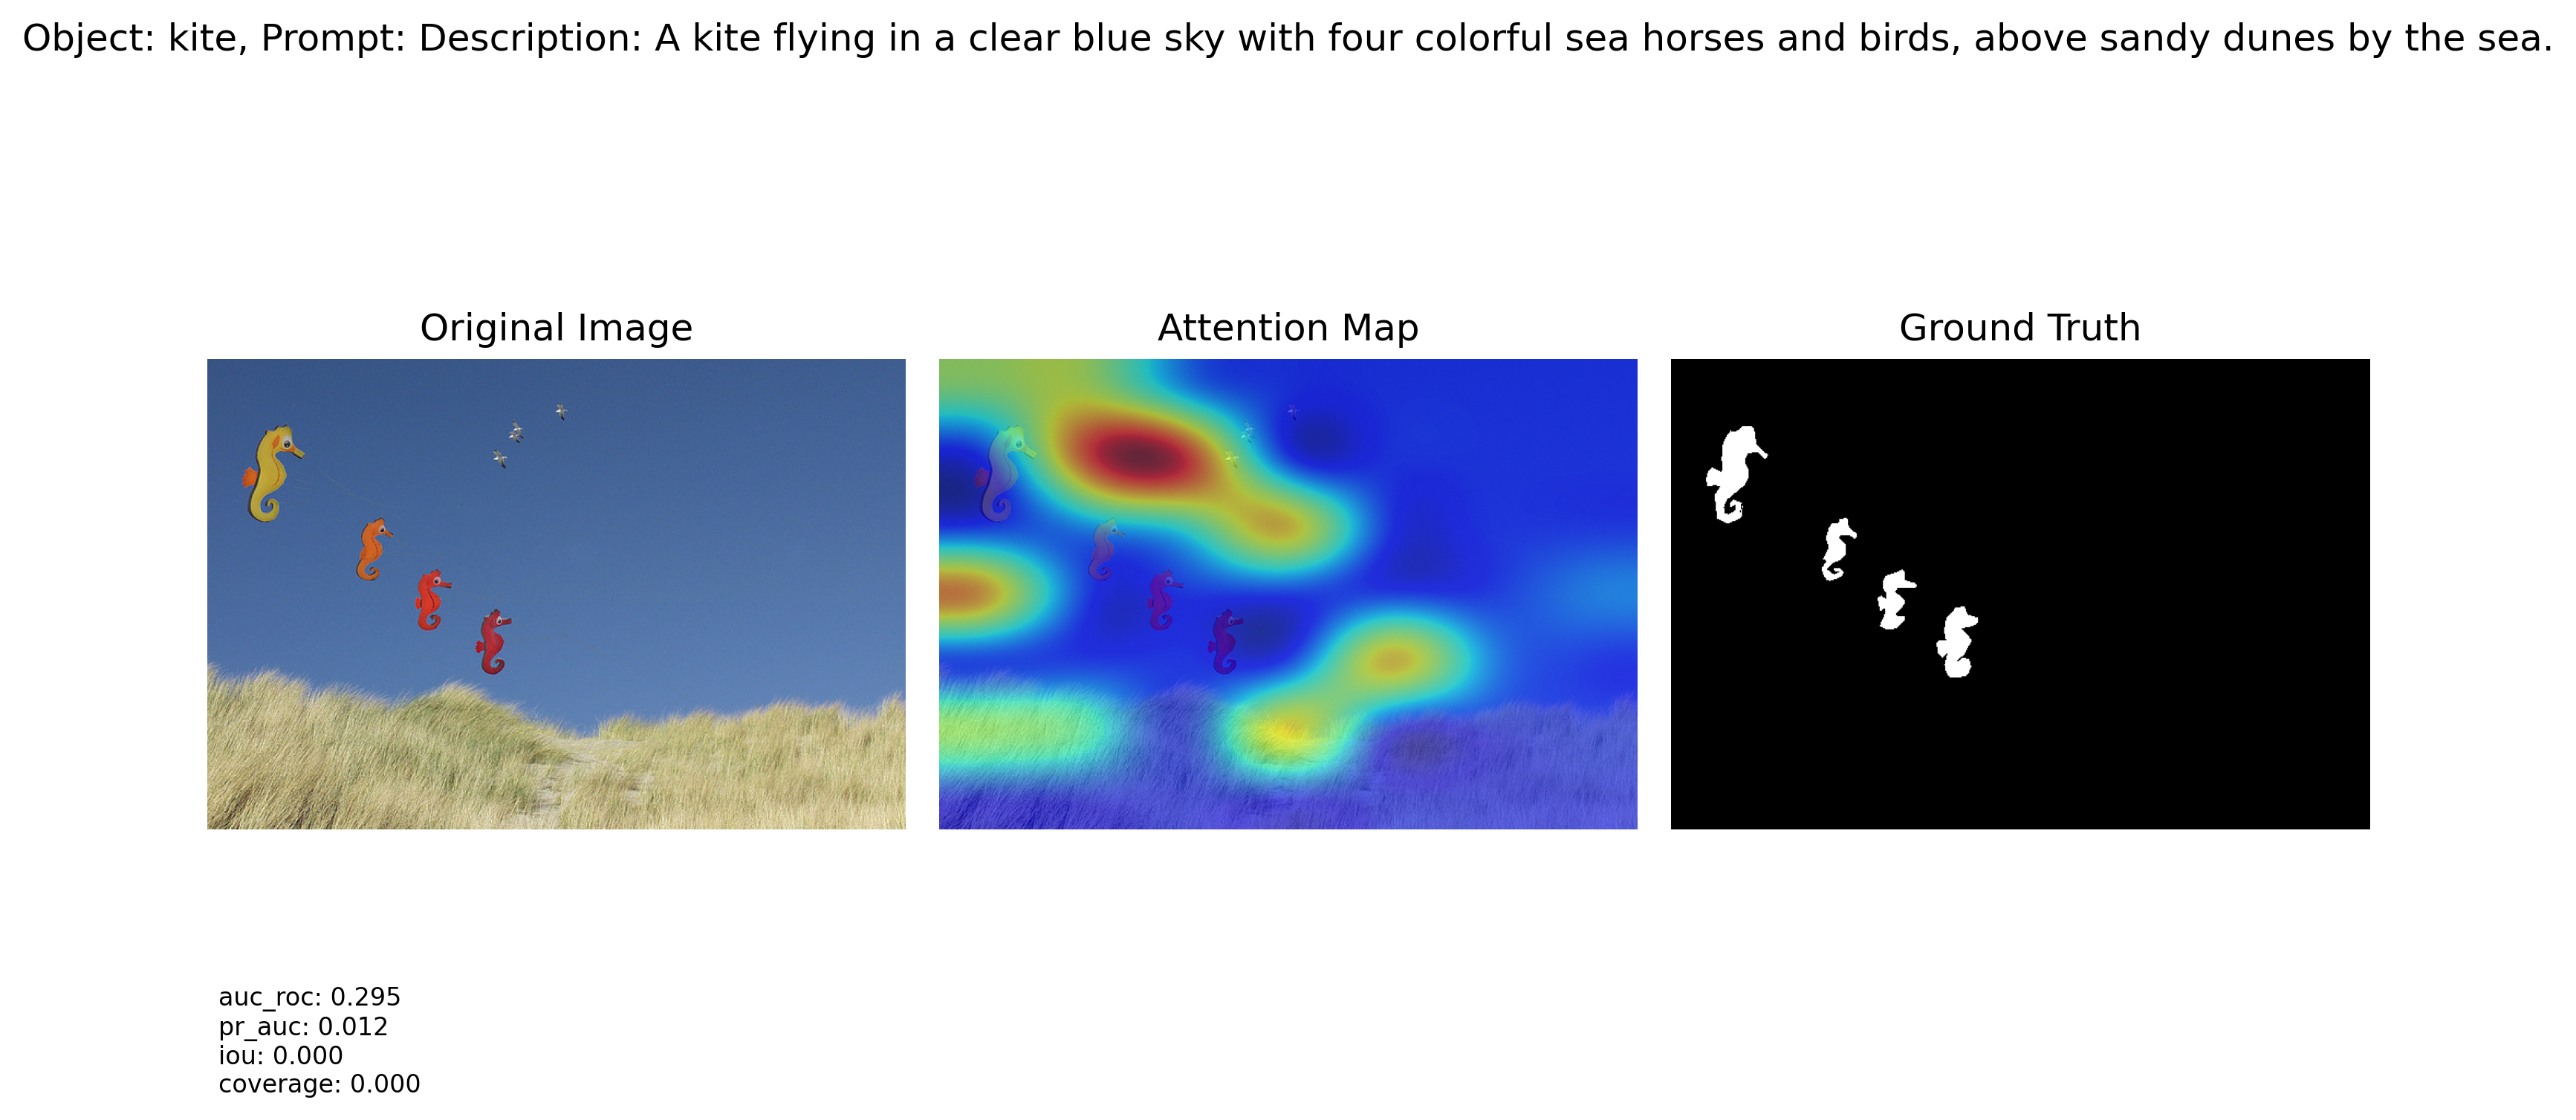 Object: kite, Prompt: Description: A kite flying in a clear blue sky with four colorful sea horses and birds, above sandy dunes by the sea.
Original Image
Attention Map
Ground Truth
auc_roc: 0.295
pr_auc: 0.012
iou: 0.000
coverage: 0.000